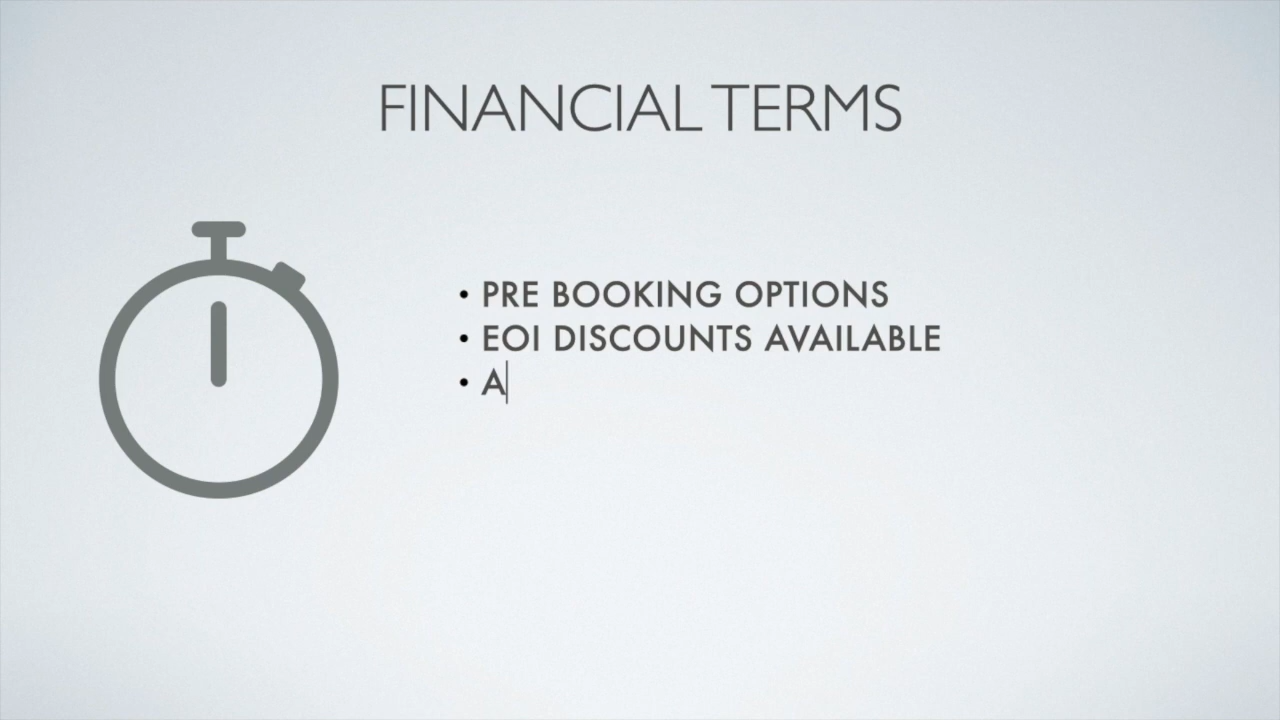 FINANCIAL TERMS
• PRE BOOKING OPTIONS
• EOI DISCOUNTS AVAILABLE
• A